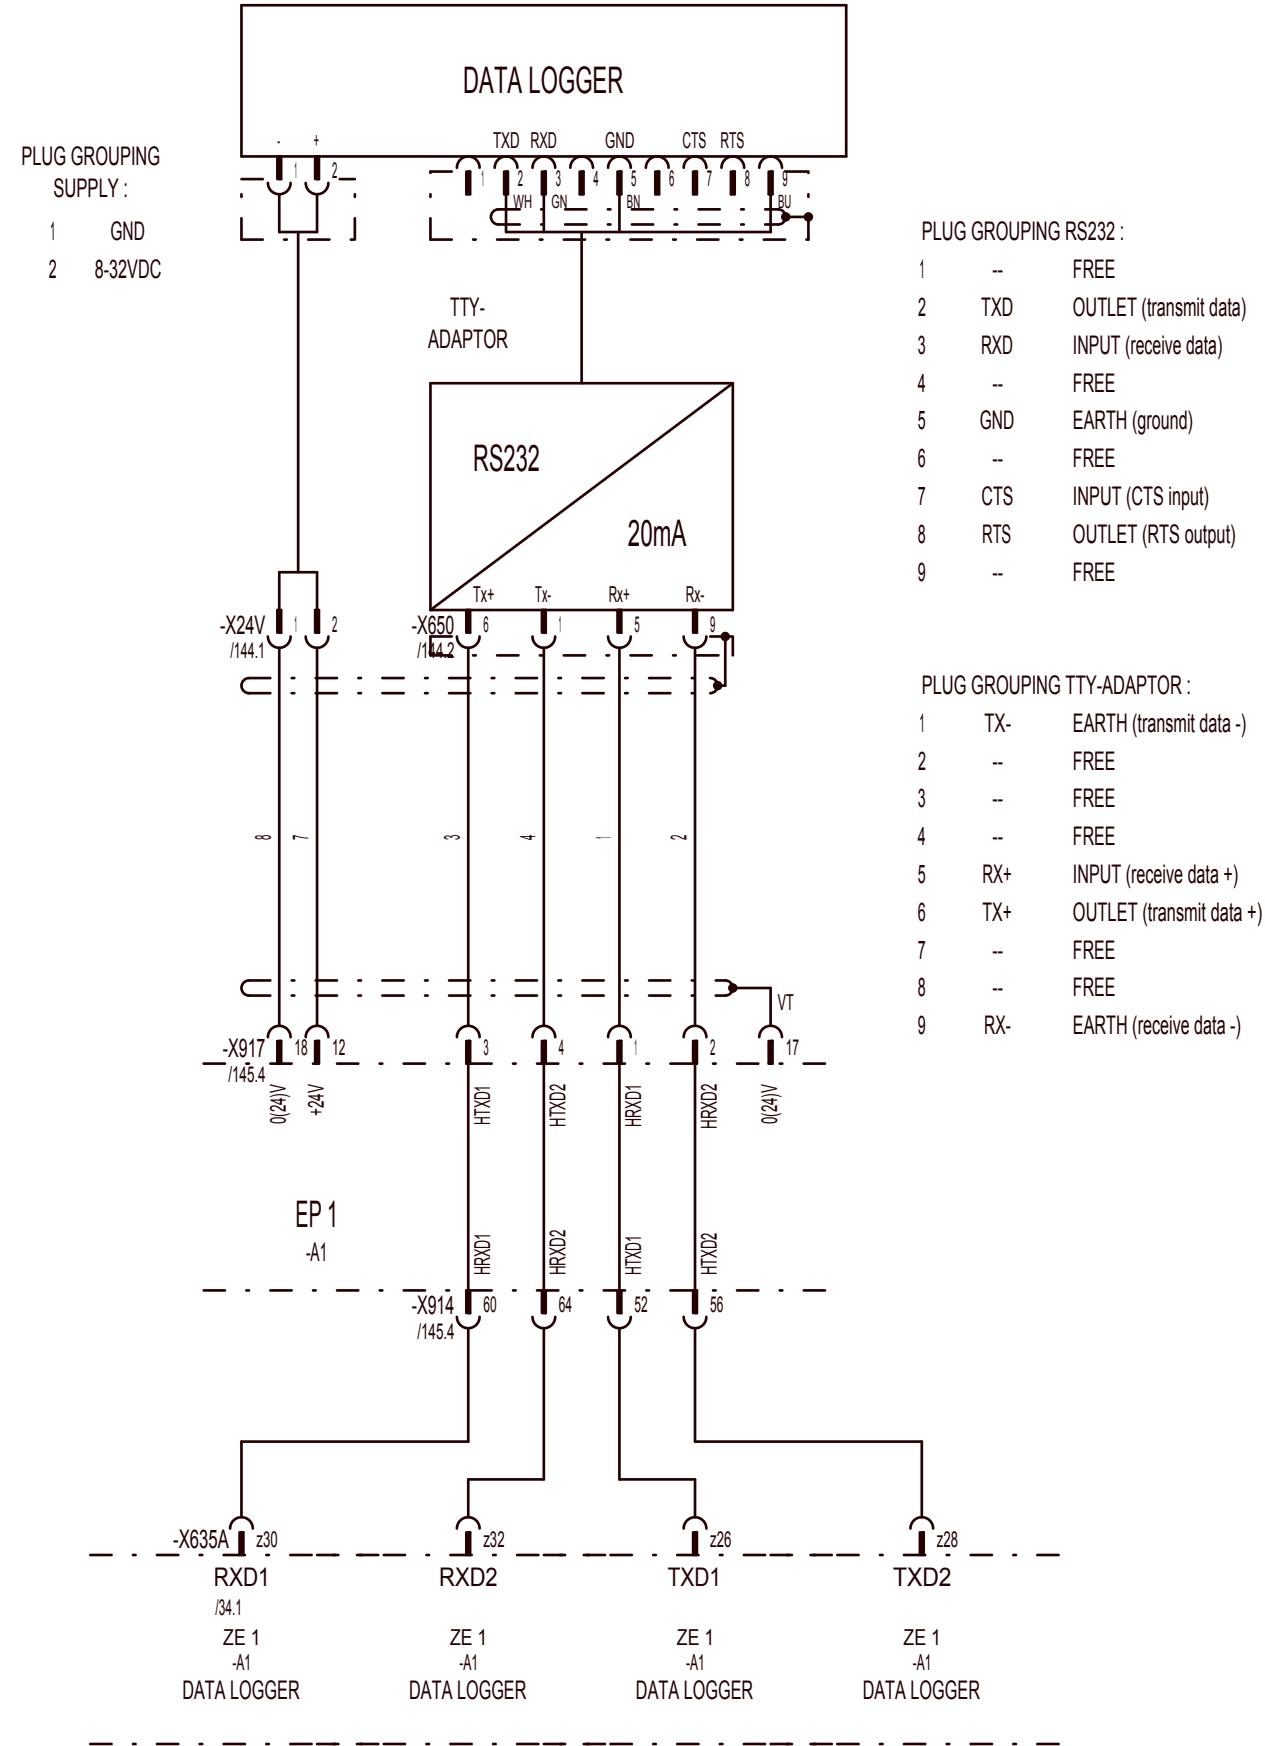 DATA LOGGER
- +
TXD RXD GND CTS RTS
1 2
1 2 3 4 5 6 7 8 9
WH GN BN BU
PLUG GROUPING
SUPPLY :
1 GND
2 8-32VDC
TTY-
ADAPTOR
RS232
20mA
Tx+ Tx- Rx+ Rx-
-X24V 1 2
/144.1
-X650 6 1 5 9
/144.2
8 7 3 4 1 2
VT
-X917 18 12 3 4 1 2 17
/145.4
0(24)V +24V HTXD1 HTXD2 HRXD1 HRXD2 0(24)V
EP 1
-A1
HRXD1 HRXD2 HTXD1 HTXD2
-X914 60 64 52 56
/145.4
-X635A z30 z32 z26 z28
RXD1 RXD2 TXD1 TXD2
/34.1
ZE 1 ZE 1 ZE 1 ZE 1
-A1 -A1 -A1 -A1
DATA LOGGER DATA LOGGER DATA LOGGER DATA LOGGER
PLUG GROUPING RS232 :
1 -- FREE
2 TXD OUTLET (transmit data)
3 RXD INPUT (receive data)
4 -- FREE
5 GND EARTH (ground)
6 -- FREE
7 CTS INPUT (CTS input)
8 RTS OUTLET (RTS output)
9 -- FREE
PLUG GROUPING TTY-ADAPTOR :
1 TX- EARTH (transmit data -)
2 -- FREE
3 -- FREE
4 -- FREE
5 RX+ INPUT (receive data +)
6 TX+ OUTLET (transmit data +)
7 -- FREE
8 -- FREE
9 RX- EARTH (receive data -)